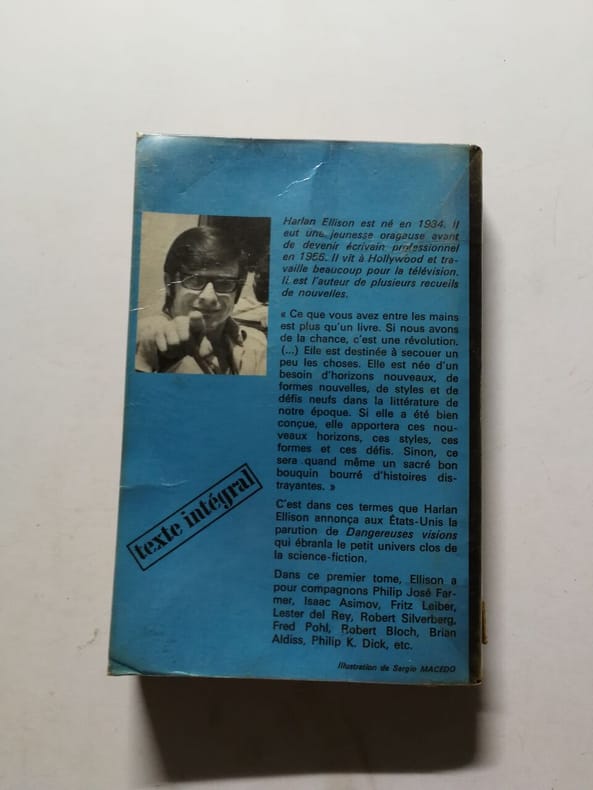 Harlan Ellison est né en 1934. Il
eut une jeunesse orageuse avant
de devenir écrivain professionnel
en 1956. Il vit à Hollywood et tra-
vaille beaucoup pour la télévision.
Il est l'auteur de plusieurs recueils
de nouvelles.
« Ce que vous avez entre les mains
est plus qu'un livre. Si nous avons
de la chance, c'est une révolution.
(...) Elle est destinée à secouer un
peu les choses. Elle est née d'un
besoin d'horizons nouveaux, de
formes nouvelles, de styles et de
défis neufs dans la littérature de
notre époque. Si elle a été bien
conçue, elle apportera ces nou-
veaux horizons, ces styles, ces
formes et ces défis. Sinon, ce
sera quand même un sacré bon
bouquin bourré d'histoires dis-
trayantes. »
C'est dans ces termes que Harlan
Ellison annonça aux États-Unis la
parution de Dangereuses visions
qui ébranla le petit univers clos de
la science-fiction.
Dans ce premier tome, Ellison a
pour compagnons Philip José Far-
mer, Isaac Asimov, Fritz Leiber,
Lester del Rey, Robert Silverberg,
Fred Pohl, Robert Bloch, Brian
Aldiss, Philip K. Dick, etc.
Illustration de Sergio MACEDO
texte intégral